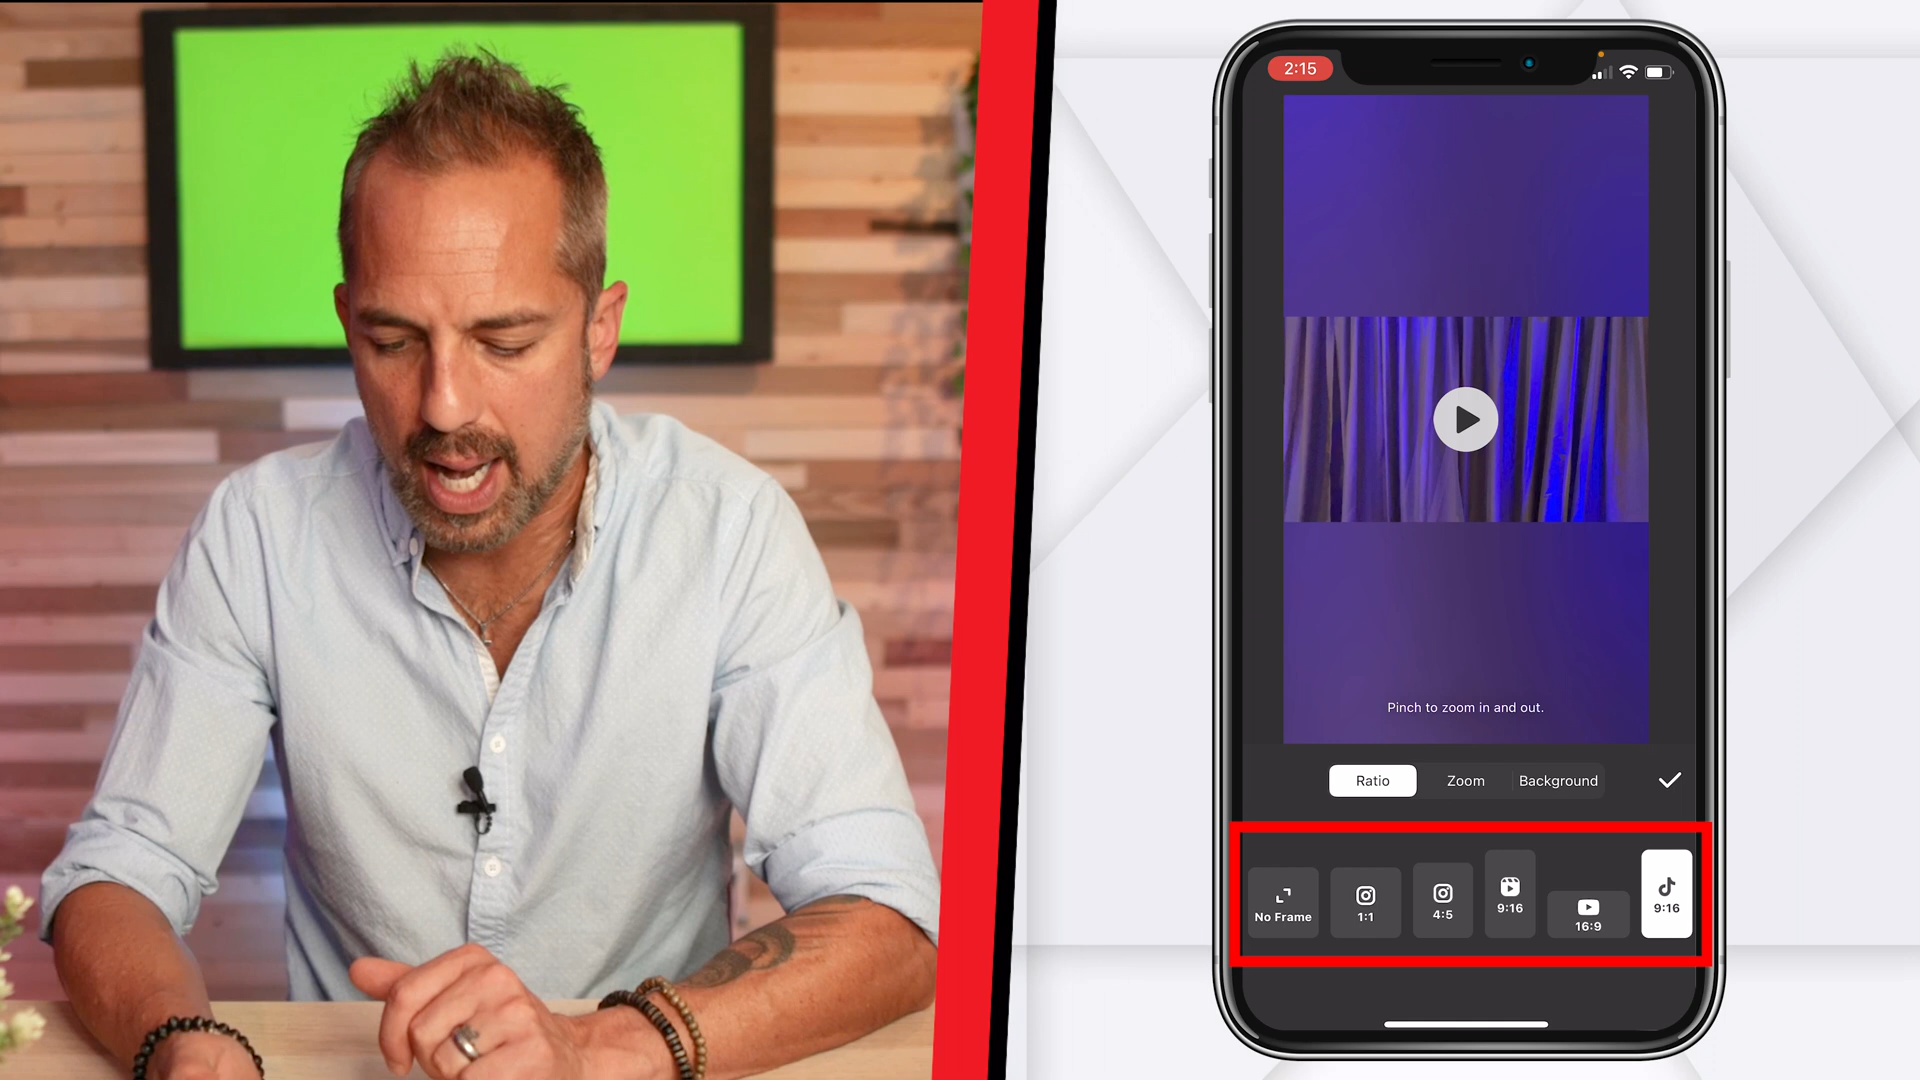 2:15
Pinch to zoom in and out.
Ratio Zoom Background
No Frame
1:1
4:5
9:16
16:9
9:16